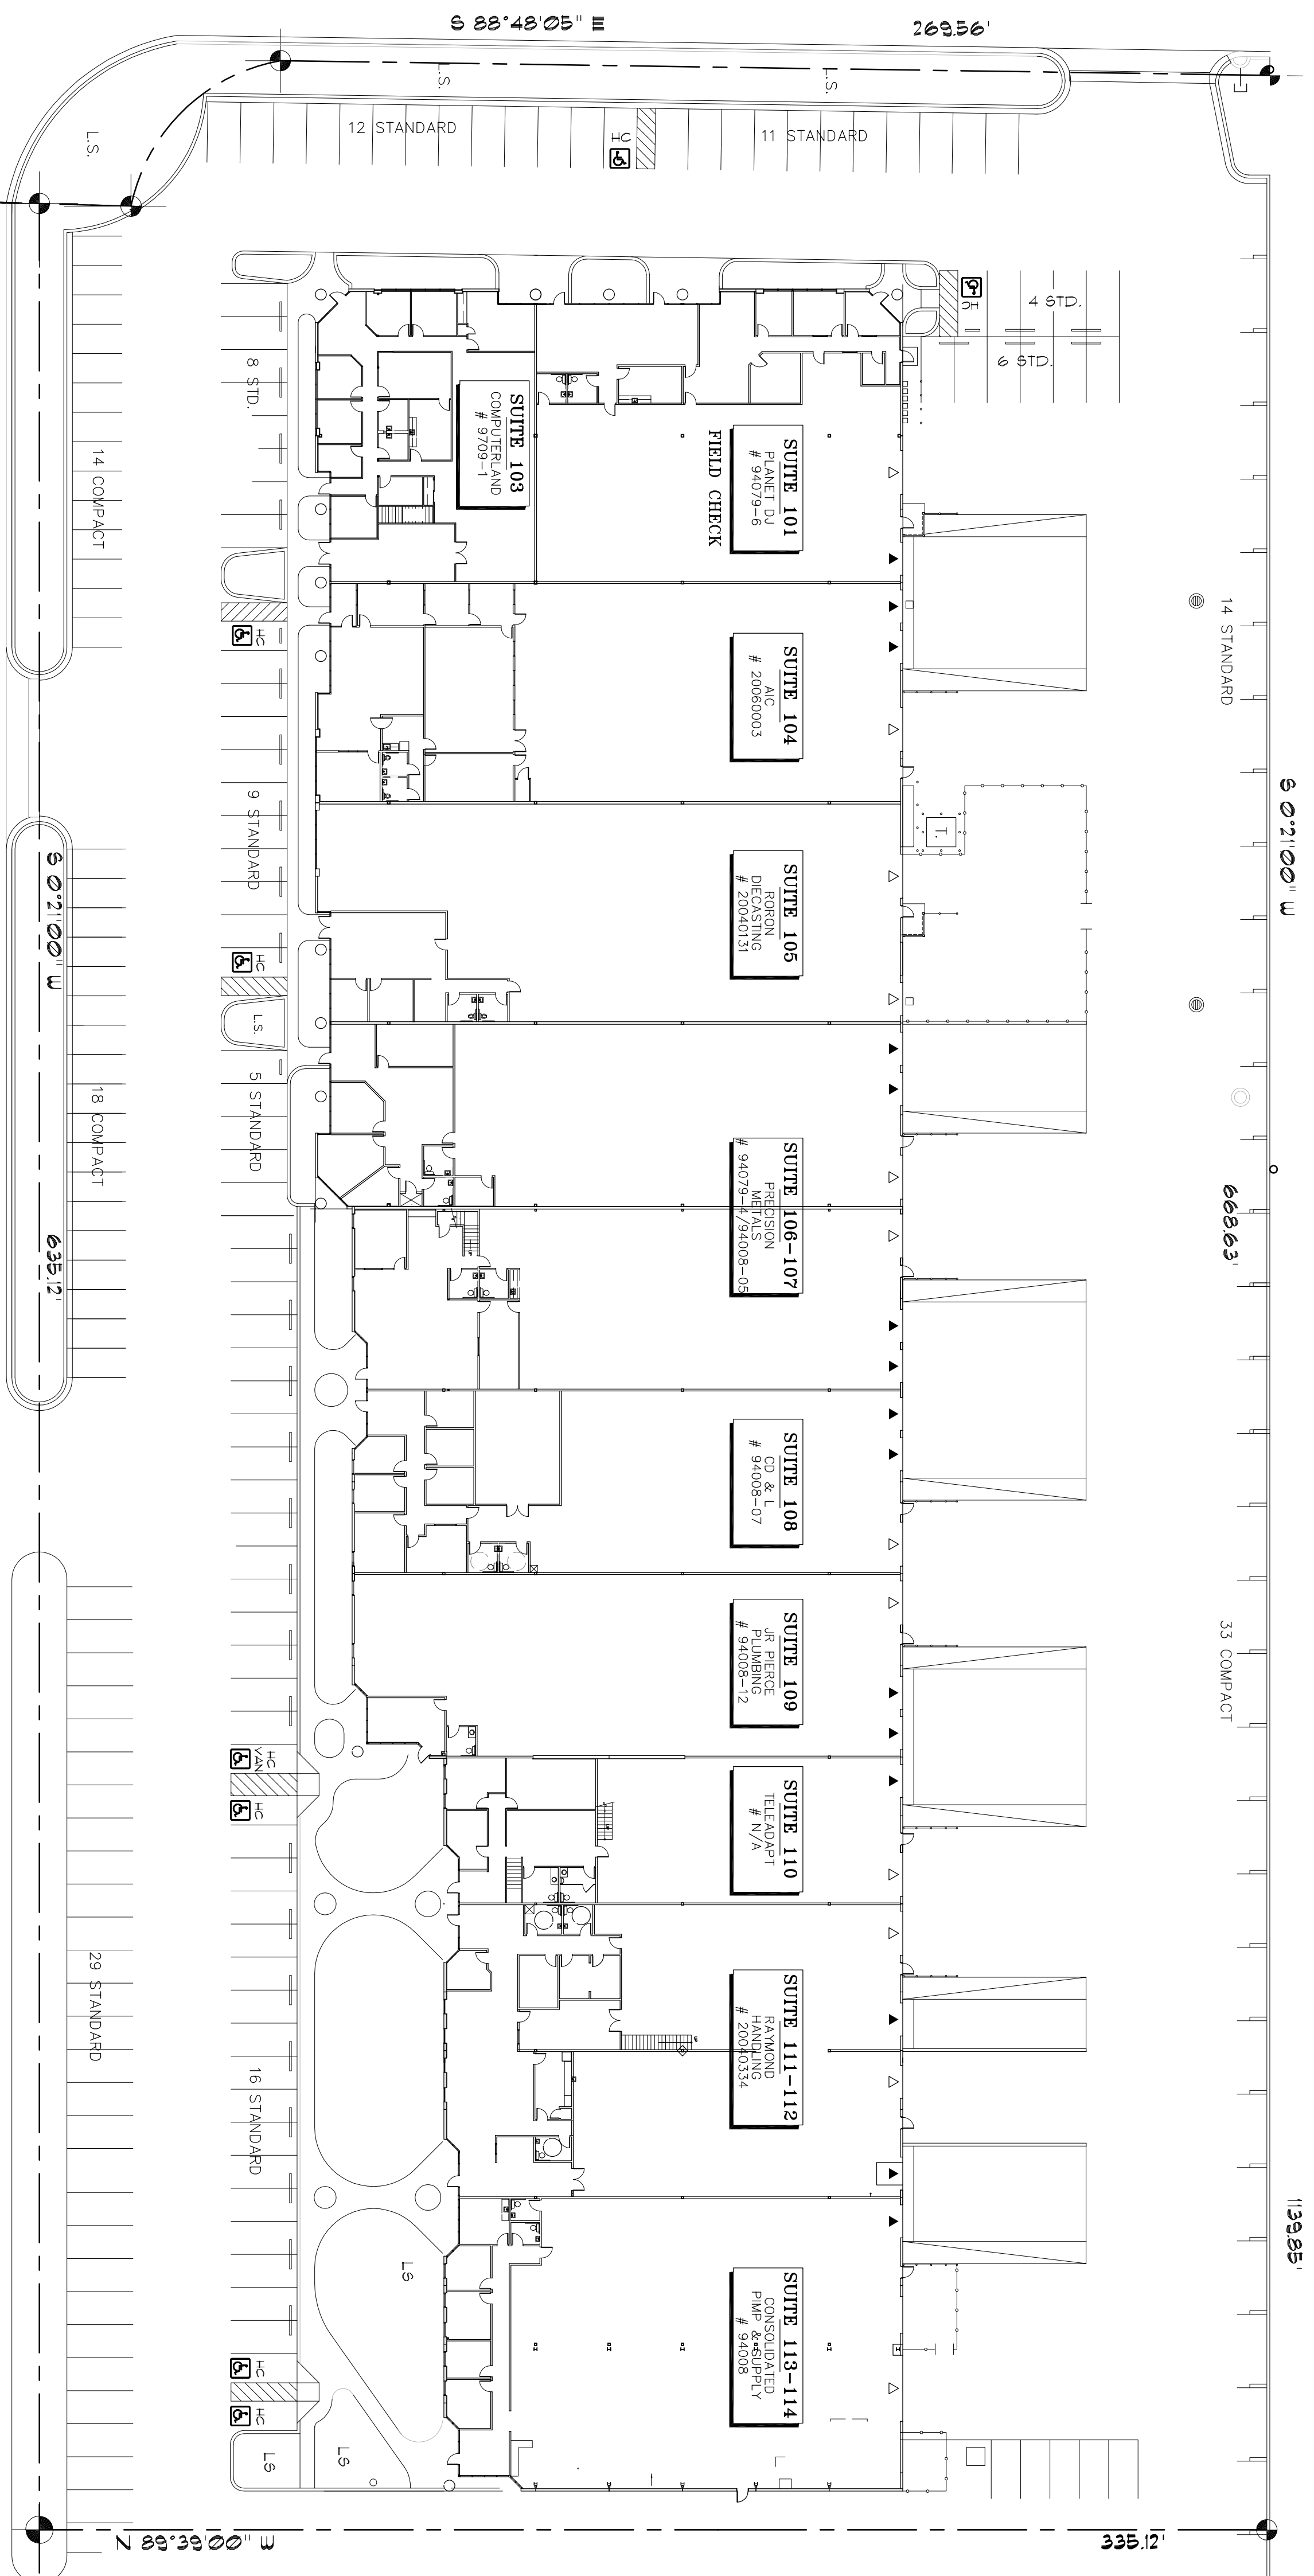 S 88°48'05" E
269.56'
L.S.
L.S.
L.S.
12 STANDARD
HC
11 STANDARD
HC
4 STD.
6 STD.
8 STD.
14 COMPACT
SUITE 103
COMPUTERLAND
# 9709-1
SUITE 101
PLANET DJ
# 94079-6
FIELD CHECK
14 STANDARD
HC
SUITE 104
AIC
# 20060003
S 0°21'00" W
9 STANDARD
T.
SUITE 105
RORON
DIECASTING
# 20040131
S 0°21'00" W
HC
L.S.
5 STANDARD
18 COMPACT
SUITE 106-107
PRECISION
METALS
# 94079-4/94008-05
668.63'
635.12'
SUITE 108
CD & L
# 94008-07
SUITE 109
JR PIERCE
PLUMBING
# 94008-12
33 COMPACT
HC
VAN
HC
SUITE 110
TELEADAPT
# N/A
29 STANDARD
SUITE 111-112
RAYMOND
HANDLING
# 20040334
16 STANDARD
1139.85'
LS
SUITE 113-114
CONSOLIDATED
PIMP & SUPPLY
# 94008
HC
HC
LS
LS
N 89°39'00" W
335.12'